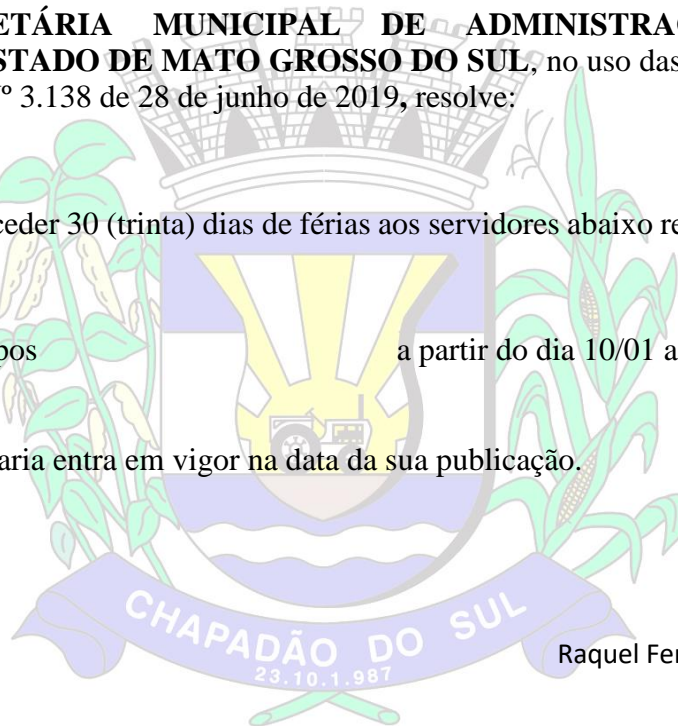 ETÁRIA MUNICIPAL DE ADMINISTRAÇ
STADO DE MATO GROSSO DO SUL, no uso das
º 3.138 de 28 de junho de 2019, resolve:
ceder 30 (trinta) dias de férias aos servidores abaixo re
pos a partir do dia 10/01 a
aria entra em vigor na data da sua publicação.
CHAPADÃO DO SUL
23.10.1.987
Raquel Fer